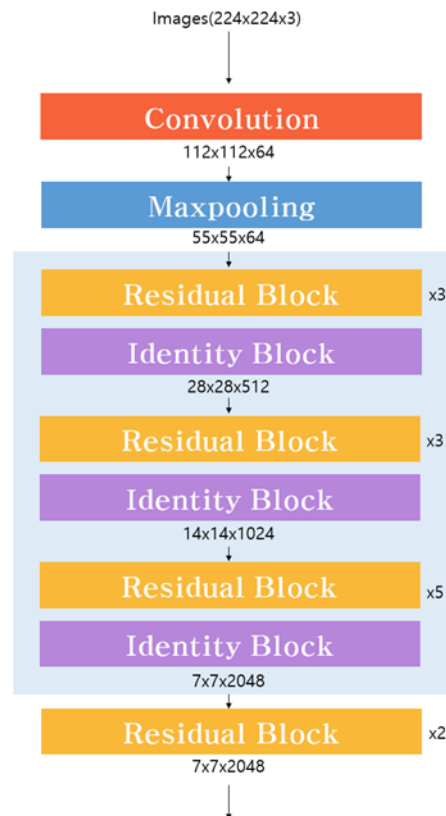 Images(224x224x3)
Convolution
112x112x64
Maxpooling
55x55x64
Residual Block x3
Identity Block
28x28x512
Residual Block x3
Identity Block
14x14x1024
Residual Block x5
Identity Block
7x7x2048
Residual Block x2
7x7x2048